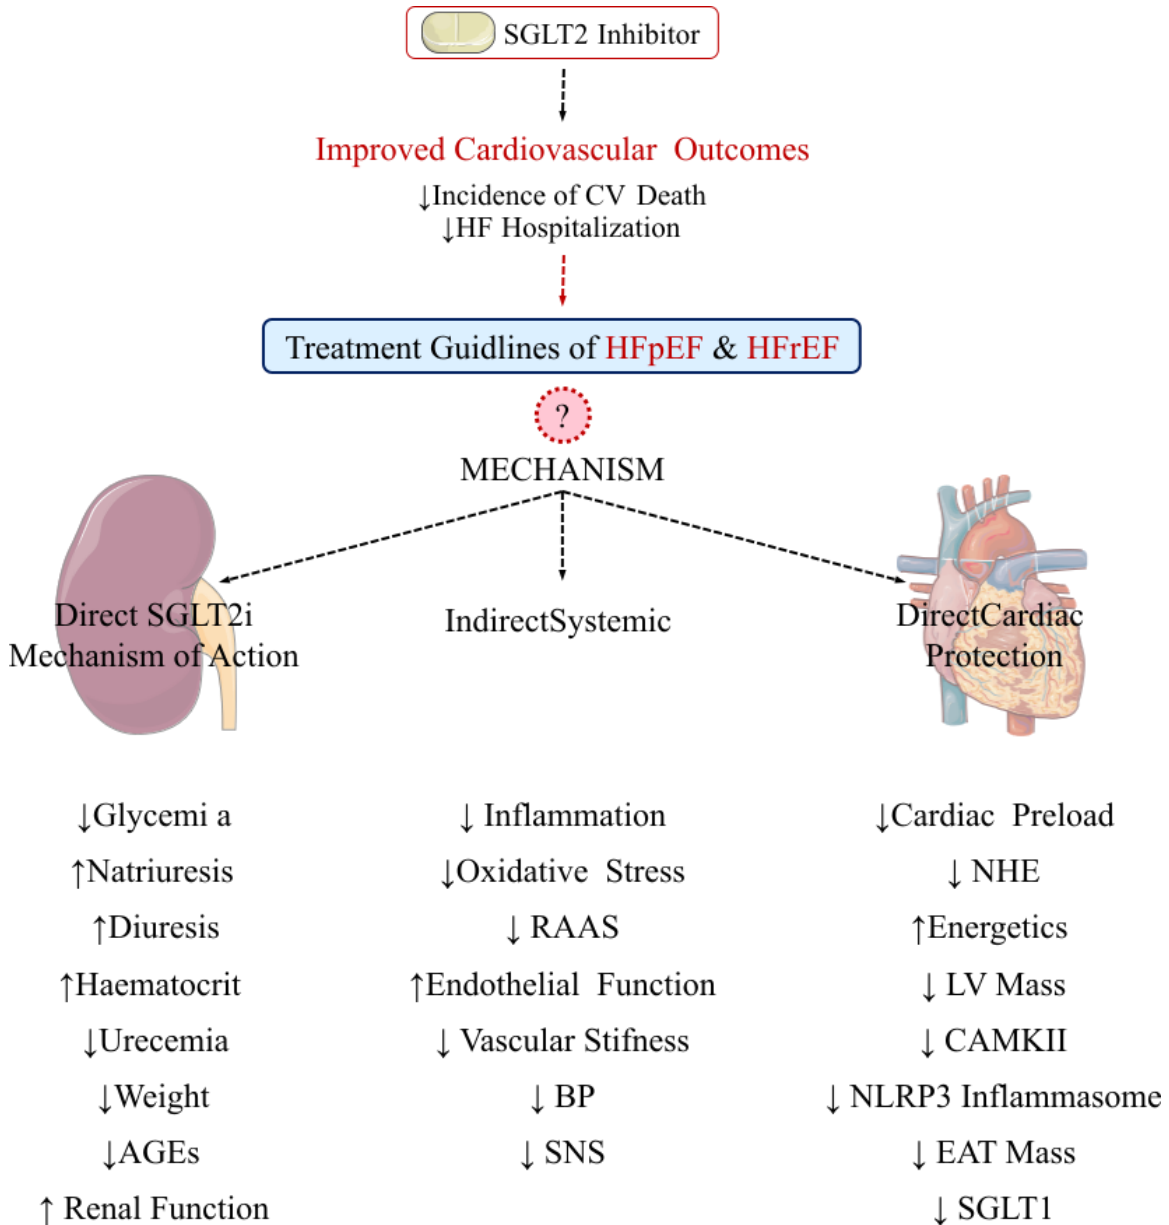 SGLT2 Inhibitor
Improved Cardiovascular Outcomes
↓Incidence of CV Death
↓HF Hospitalization
Treatment Guidlines of HFpEF & HFrEF
?
MECHANISM
Direct SGLT2i
Mechanism of Action
IndirectSystemic
DirectCardiac
Protection
↓Glycemi a
↑Natriuresis
↑Diuresis
↑Haematocrit
↓Urecemia
↓Weight
↓AGEs
↑ Renal Function
↓ Inflammation
↓Oxidative Stress
↓ RAAS
↑Endothelial Function
↓ Vascular Stifness
↓ BP
↓ SNS
↓Cardiac Preload
↓ NHE
↑Energetics
↓ LV Mass
↓ CAMKII
↓ NLRP3 Inflammasome
↓ EAT Mass
↓ SGLT1